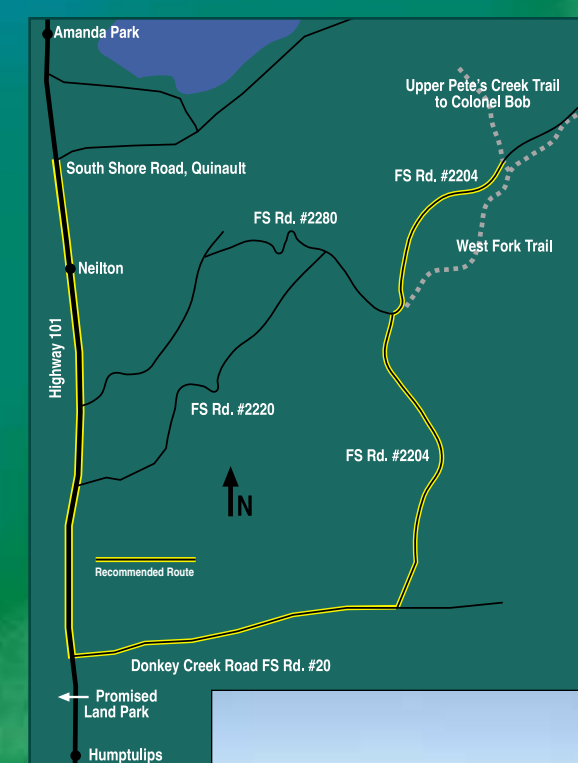 Amanda Park
Upper Pete's Creek Trail
to Colonel Bob
South Shore Road, Quinault
FS Rd. #2204
FS Rd. #2280
West Fork Trail
Neilton
Highway 101
FS Rd. #2220
FS Rd. #2204
N
Recommended Route
Donkey Creek Road FS Rd. #20
Promised
Land Park
Humptulips